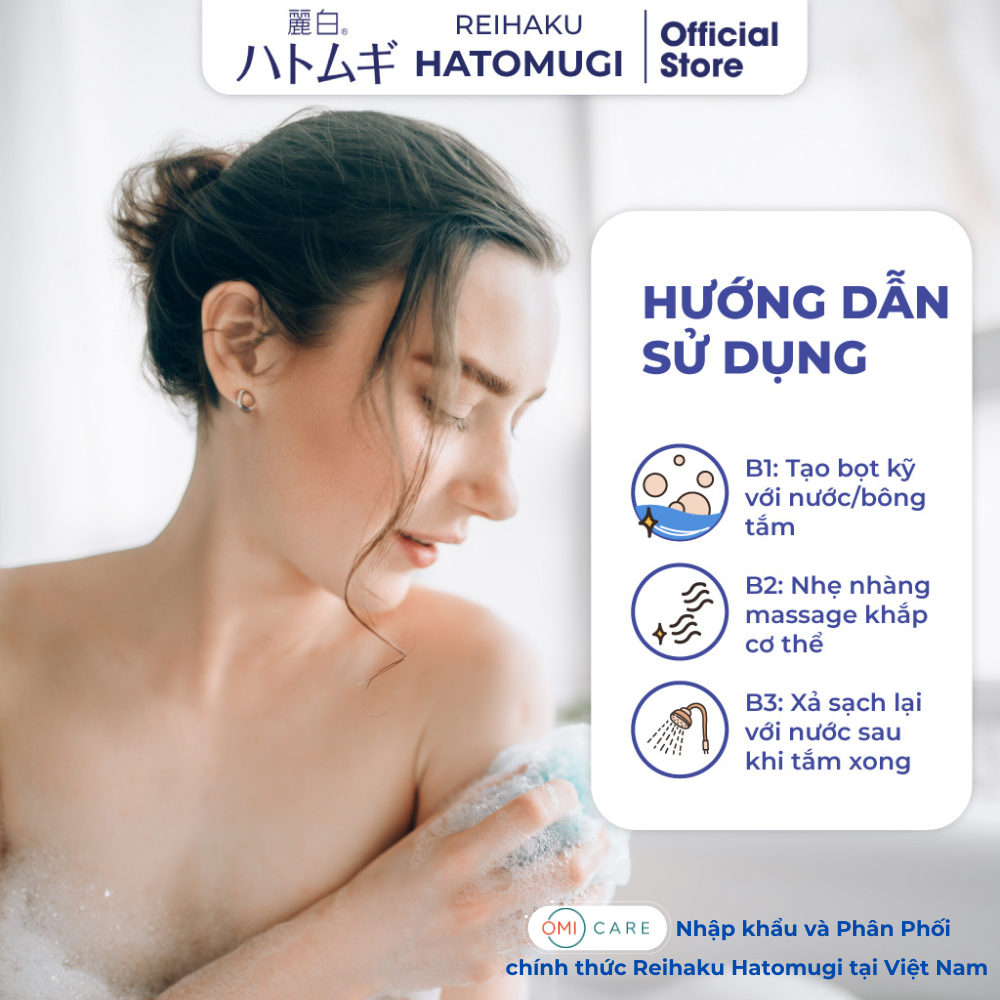 麗白®
ハトムギ
REIHAKU
HATOMUGI
Official
Store
HƯỚNG DẪN
SỬ DỤNG
B1: Tạo bọt kỹ
với nước/bông
tắm
B2: Nhẹ nhàng
massage khắp
cơ thể
B3: Xả sạch lại
với nước sau
khi tắm xong
OMI CARE Nhập khẩu và Phân Phối
chính thức Reihaku Hatomugi tại Việt Nam